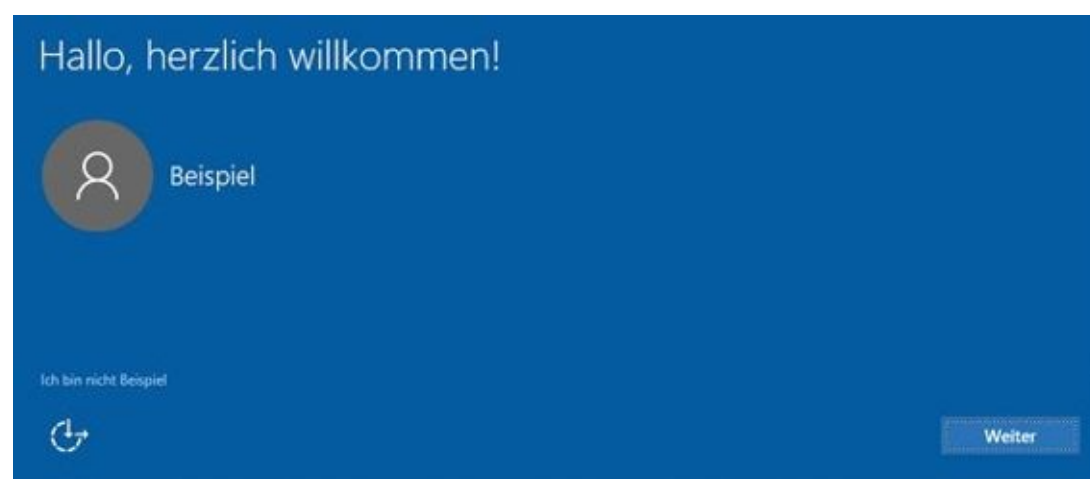 Hallo, herzlich willkommen!
Beispiel
Ich bin nicht Beispiel
Weiter